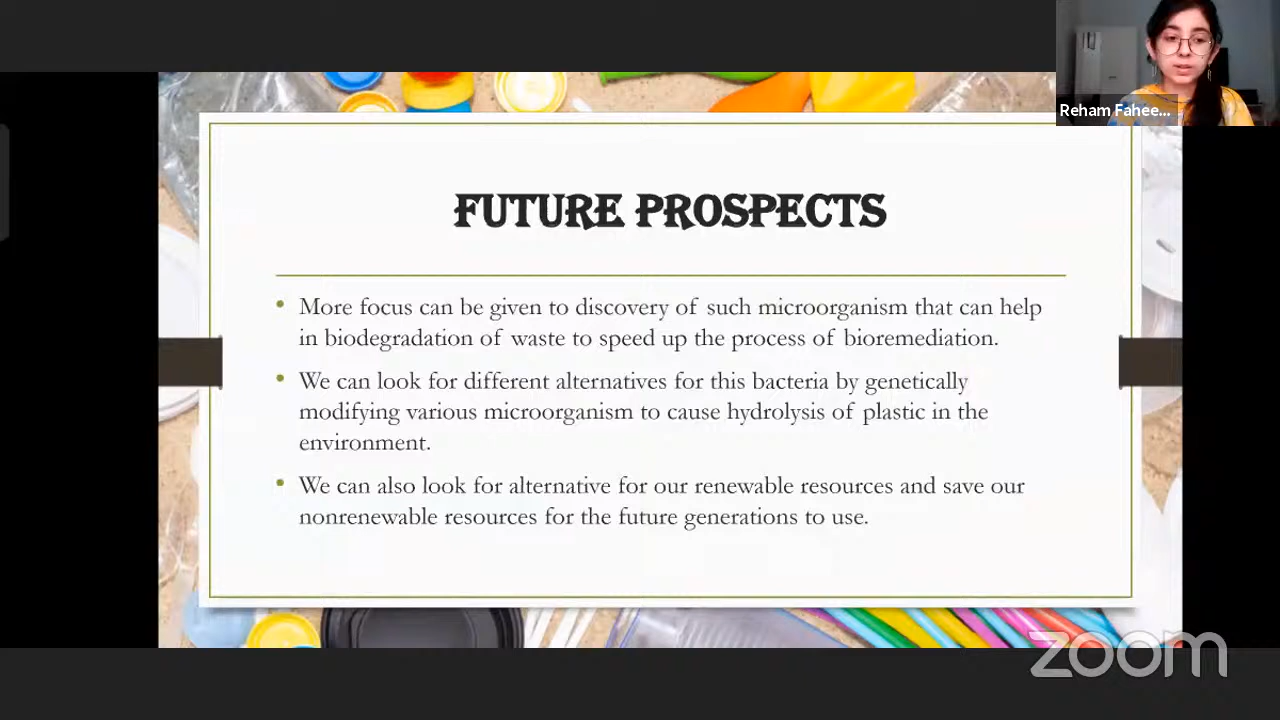 Reham Fahee...
FUTURE PROSPECTS
• More focus can be given to discovery of such microorganism that can help
in biodegradation of waste to speed up the process of bioremediation.
• We can look for different alternatives for this bacteria by genetically
modifying various microorganism to cause hydrolysis of plastic in the
environment.
• We can also look for alternative for our renewable resources and save our
nonrenewable resources for the future generations to use.
zoom